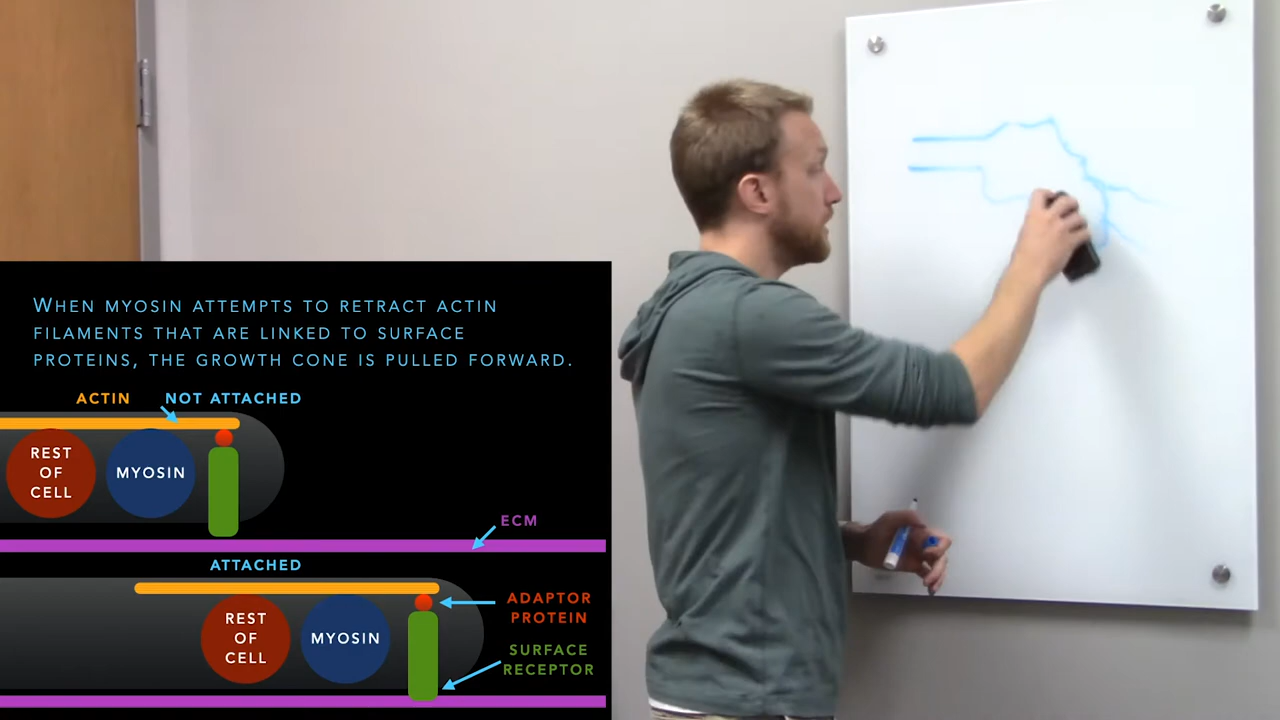 WHEN MYOSIN ATTEMPTS TO RETRACT ACTIN
FILAMENTS THAT ARE LINKED TO SURFACE
PROTEINS, THE GROWTH CONE IS PULLED FORWARD.
ACTIN NOT ATTACHED
REST
OF
CELL
MYOSIN
ECM
ATTACHED
ADAPTOR
PROTEIN
REST
OF
CELL
MYOSIN
SURFACE
RECEPTOR